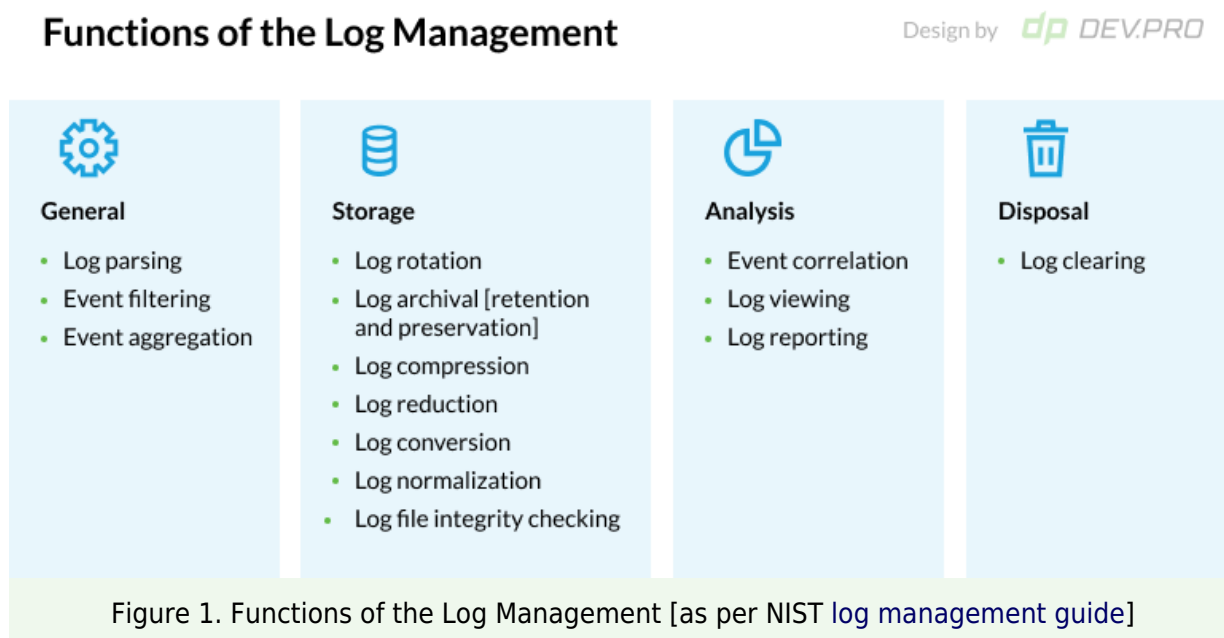 Functions of the Log Management
Design by dp DEV.PRO
General
• Log parsing
• Event filtering
• Event aggregation
Storage
• Log rotation
• Log archival [retention
and preservation]
• Log compression
• Log reduction
• Log conversion
• Log normalization
• Log file integrity checking
Analysis
• Event correlation
• Log viewing
• Log reporting
Disposal
• Log clearing
Figure 1. Functions of the Log Management [as per NIST log management guide]